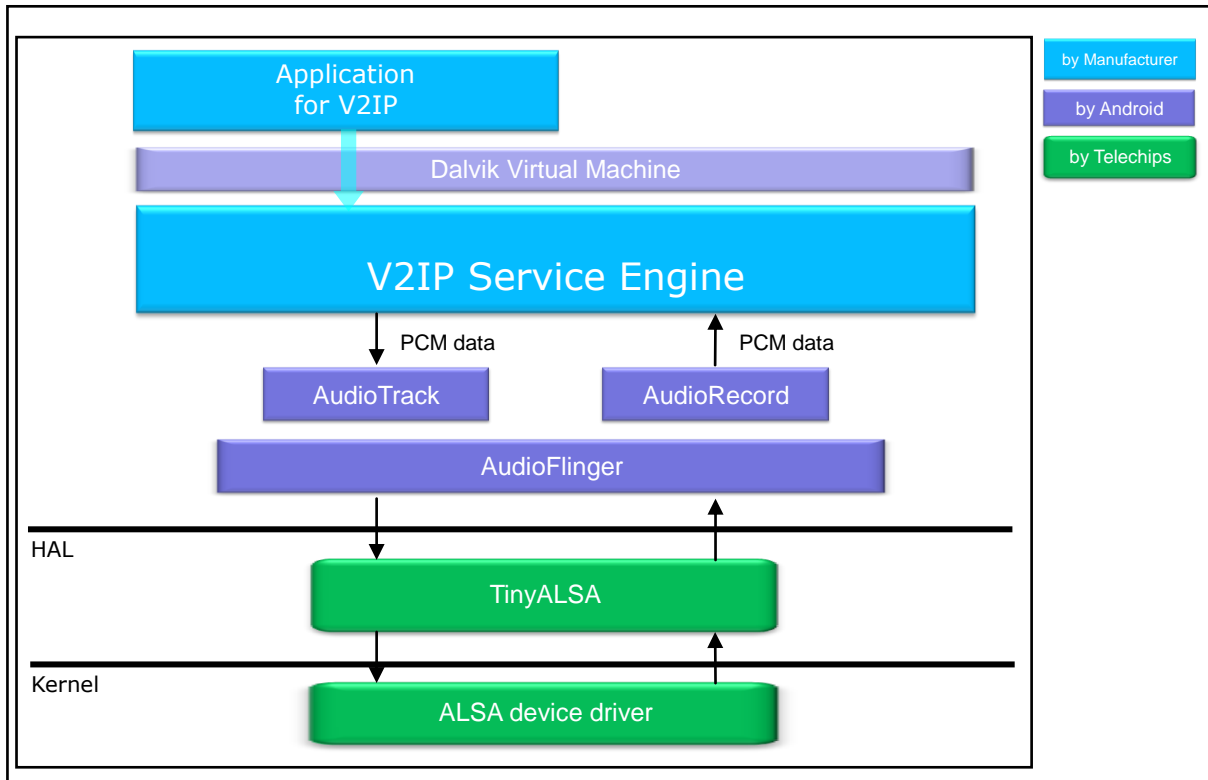 Application
for V2IP
by Manufacturer
by Android
by Telechips
Dalvik Virtual Machine
V2IP Service Engine
PCM data
PCM data
AudioTrack
AudioRecord
AudioFlinger
HAL
TinyALSA
Kernel
ALSA device driver